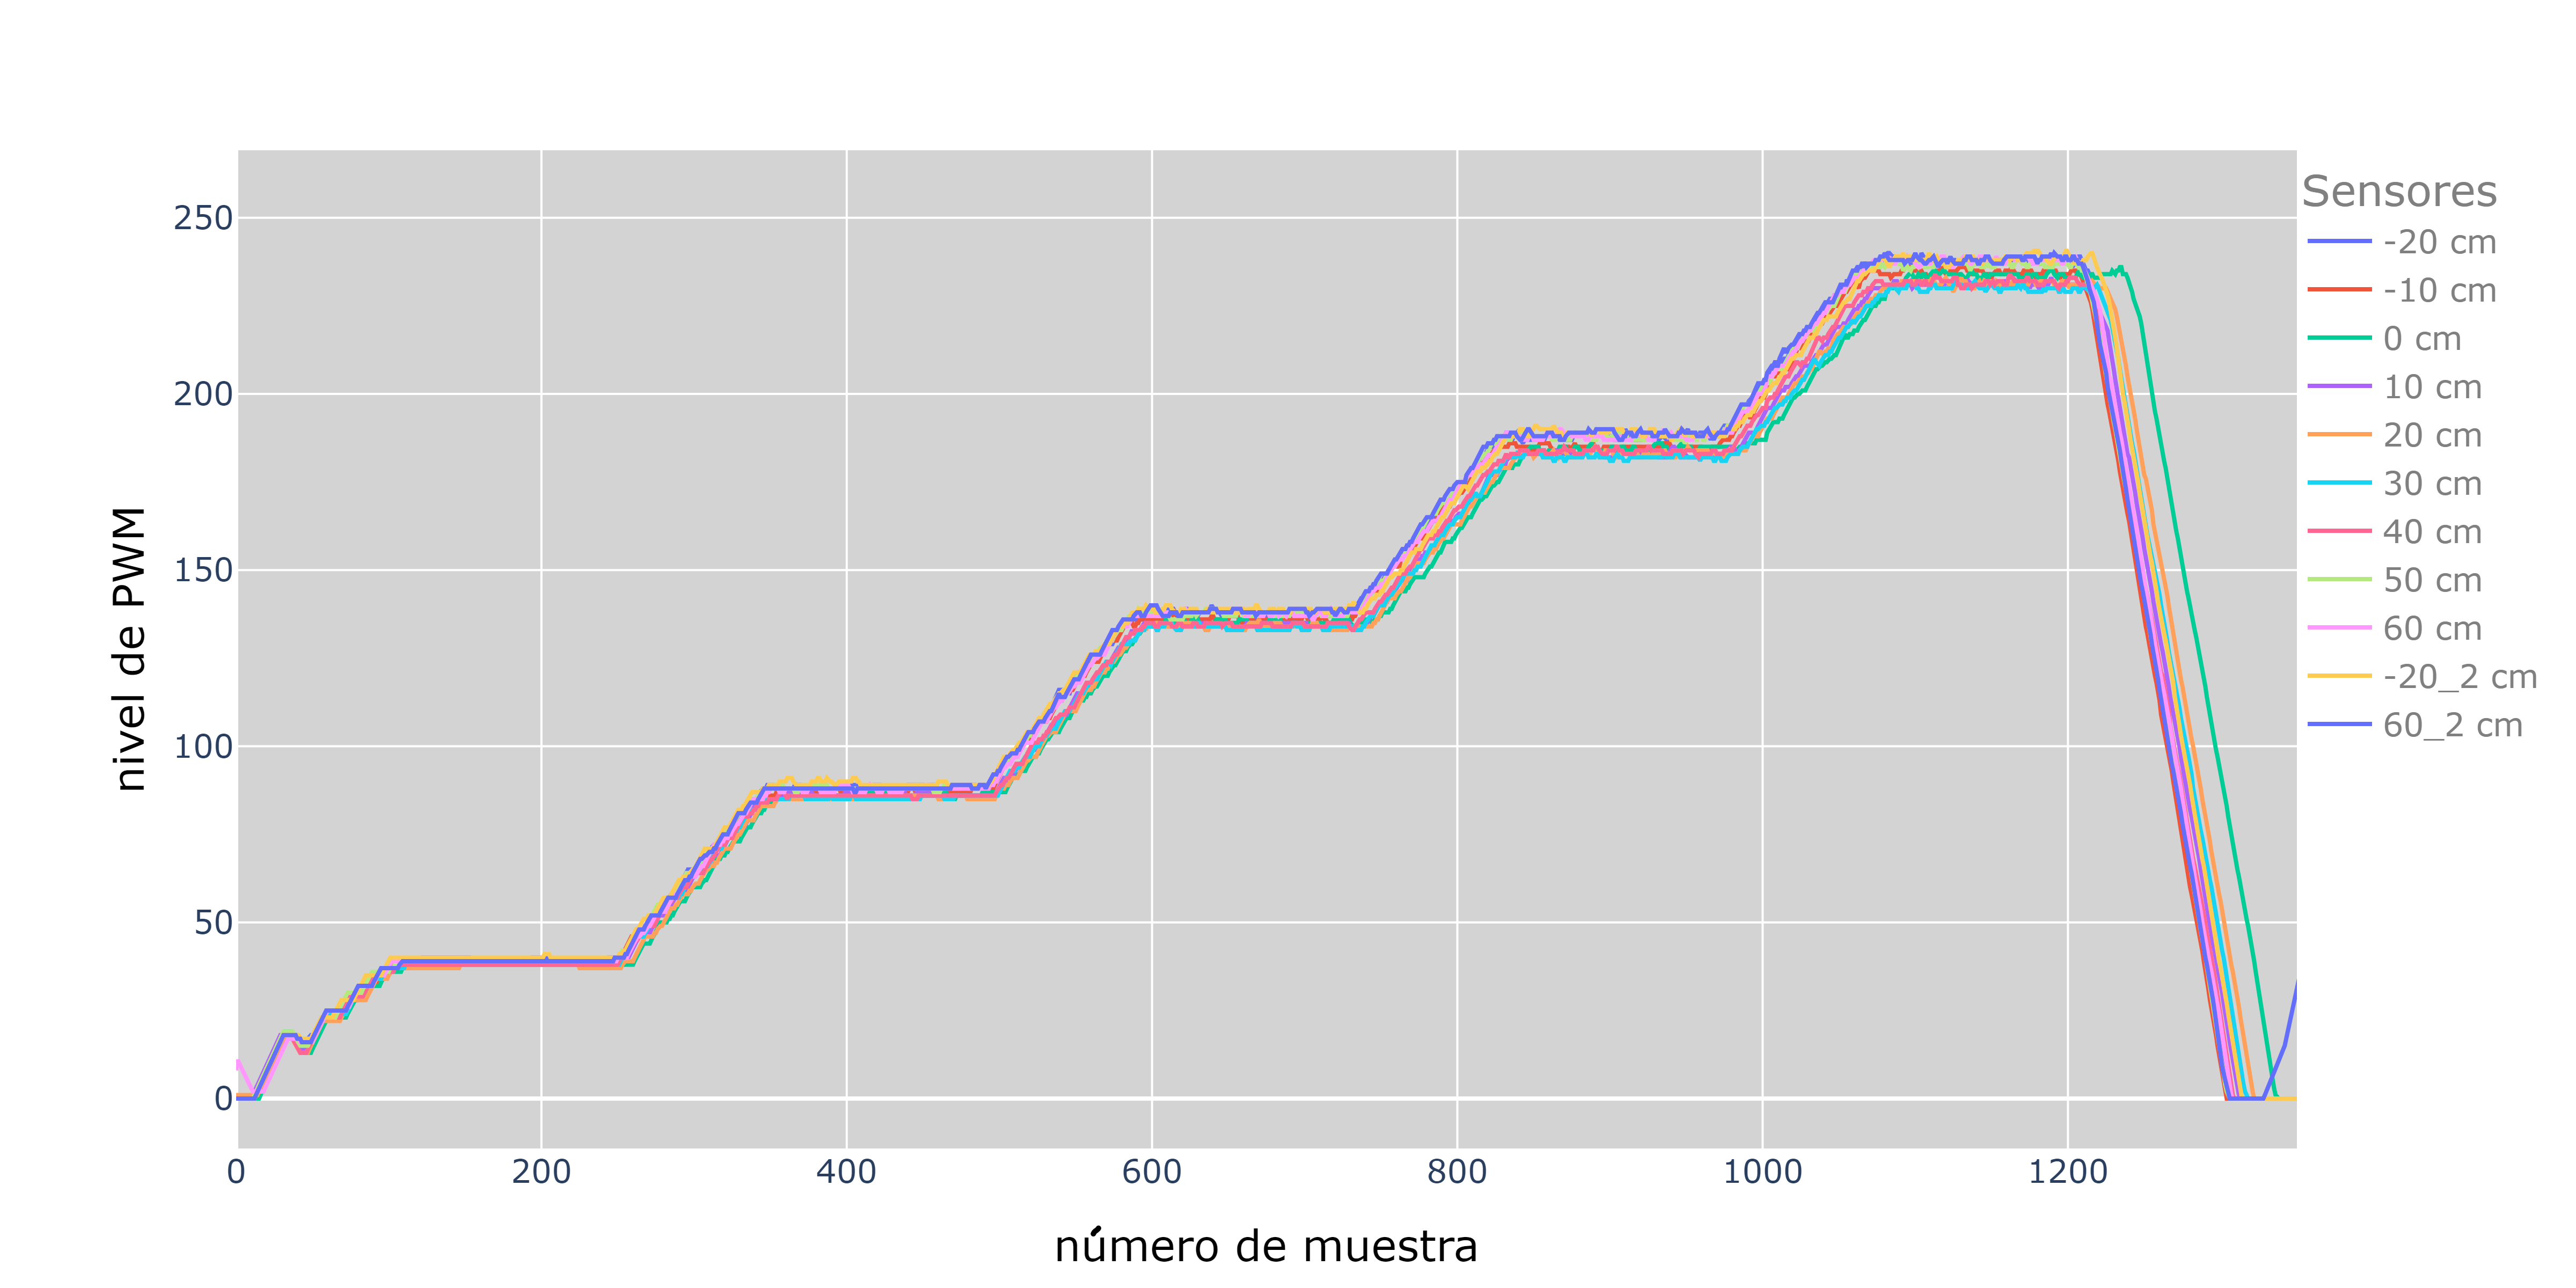 250
200
150
100
50
0
nivel de PWM
0 200 400 600 800 1000 1200
número de muestra
Sensores
-20 cm
-10 cm
0 cm
10 cm
20 cm
30 cm
40 cm
50 cm
60 cm
-20_2 cm
60_2 cm